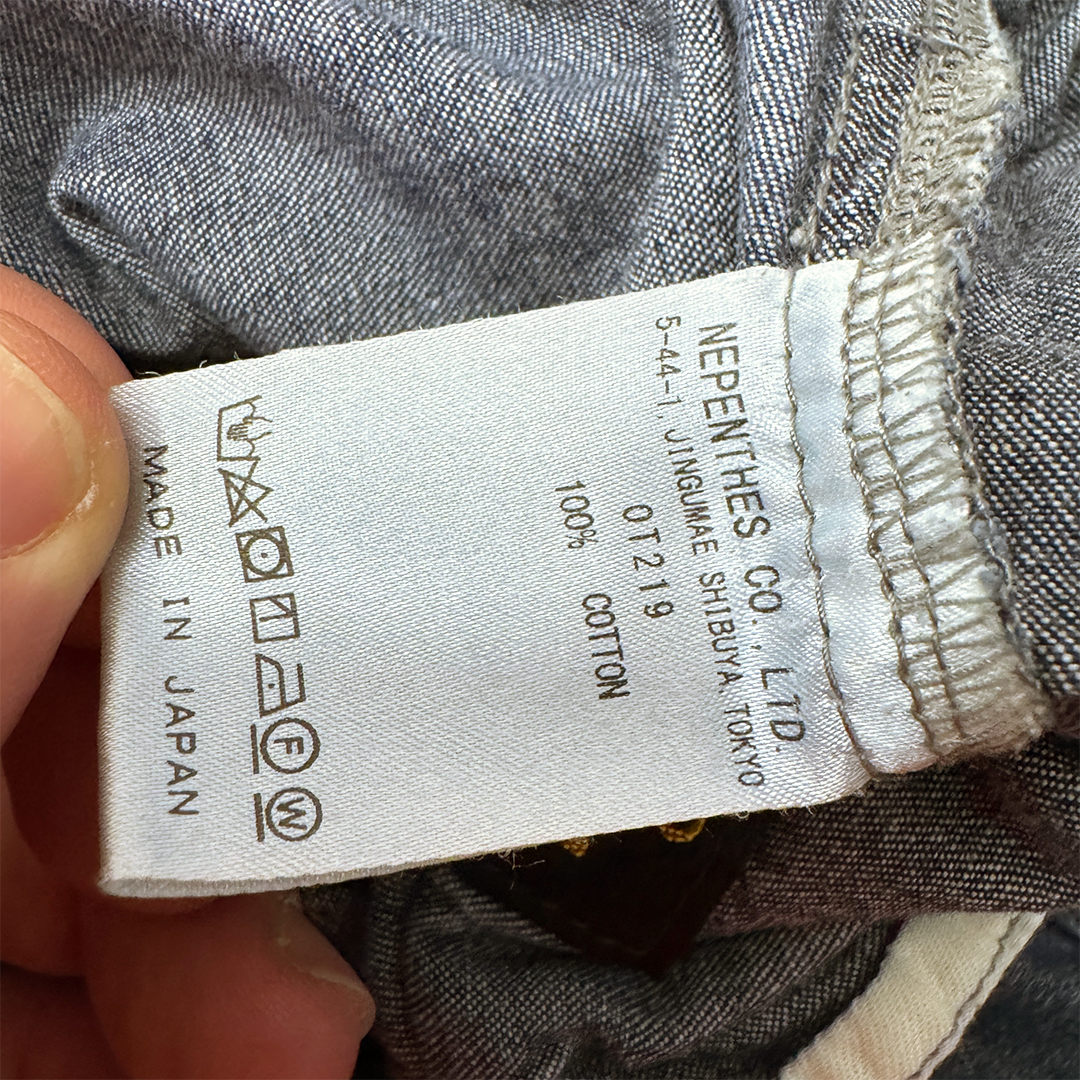 NEPENTHES CO., LTD.
5-44-1, JINGUMAE SHIBUYA, TOKYO
OT219
100% COTTON
F
W
MADE IN JAPAN